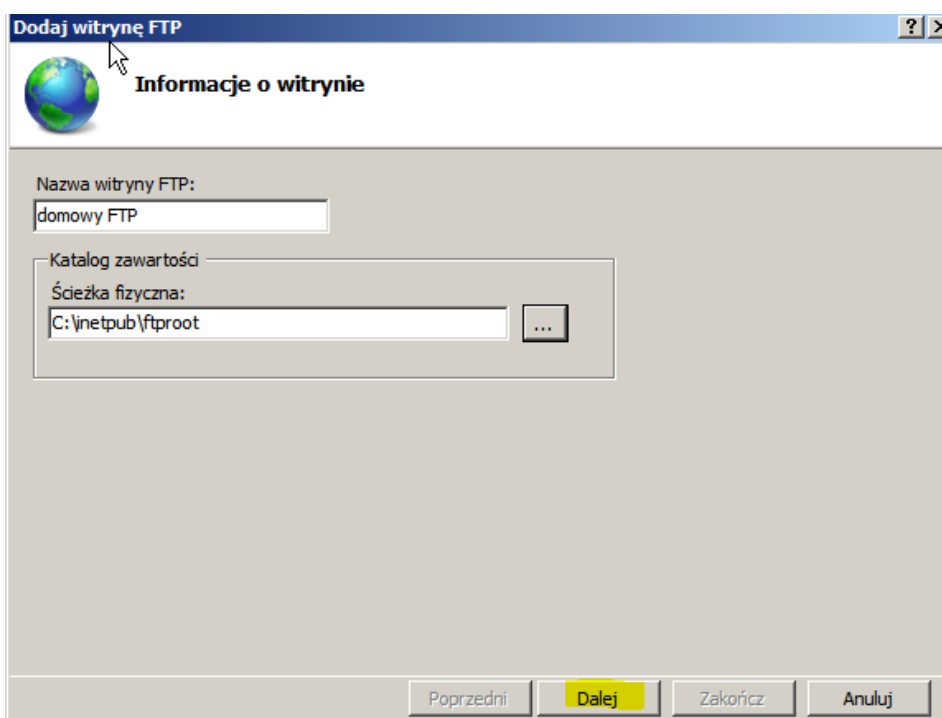 Dodaj witrynę FTP
Informacje o witrynie
Nazwa witryny FTP:
domowy FTP
Katalog zawartości
Ścieżka fizyczna:
C:\inetpub\ftproot
...
Poprzedni Dalej Zakończ Anuluj